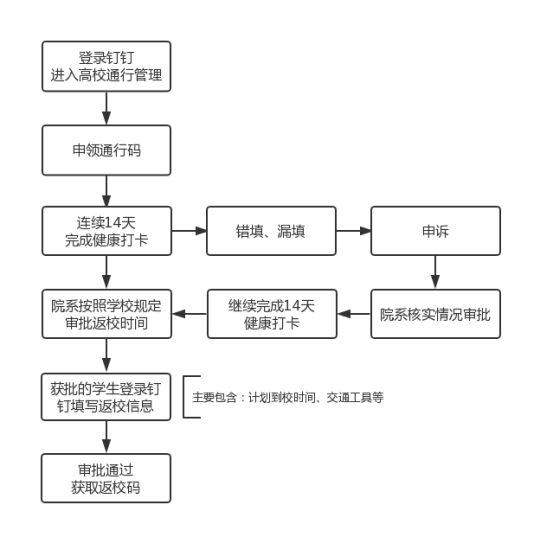 登录钉钉
进入高校通行管理
申领通行码
连续14天
完成健康打卡
错填、漏填
申诉
院系按照学校规定
审批返校时间
继续完成14天
健康打卡
院系核实情况审批
获批的学生登录钉
钉填写返校信息
主要包含：计划到校时间、交通工具等
审批通过
获取返校码